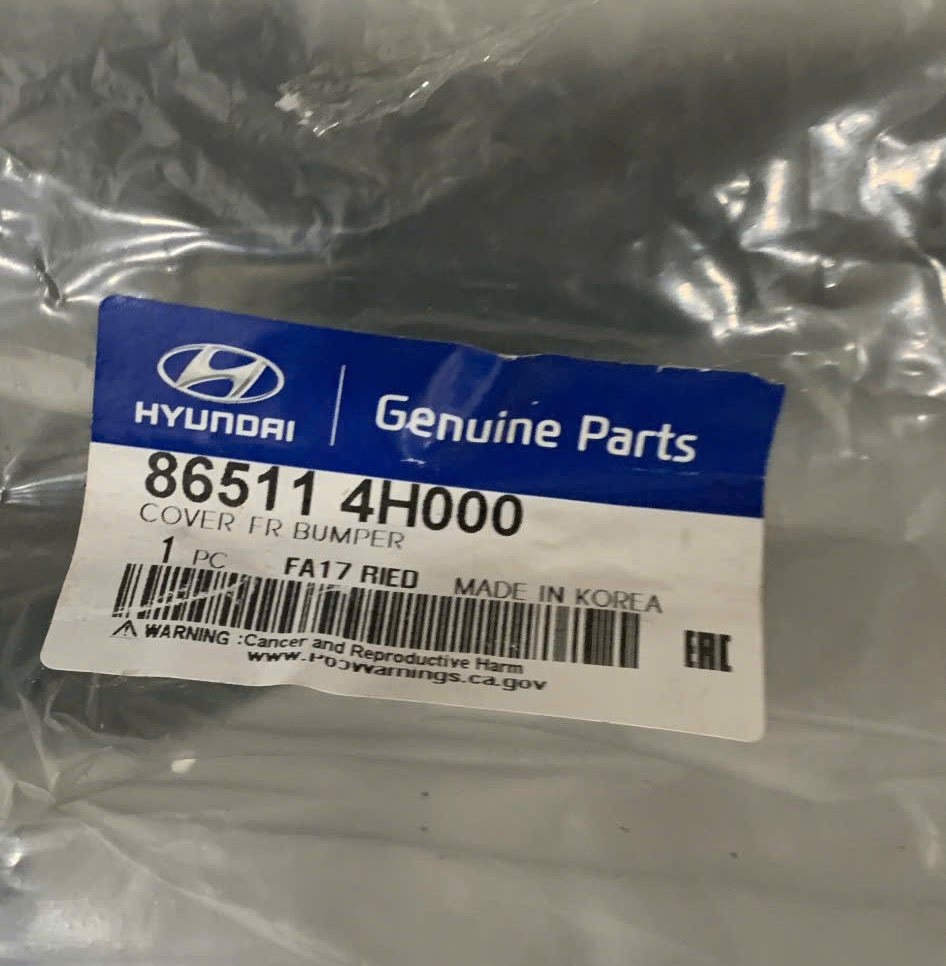 HYUNDAI
Genuine Parts
86511 4H000
COVER FR BUMPER
1 PC FA17 RIED MADE IN KOREA
EAC
WARNING :Cancer and Reproductive Harm
www.P65Warnings.ca.gov